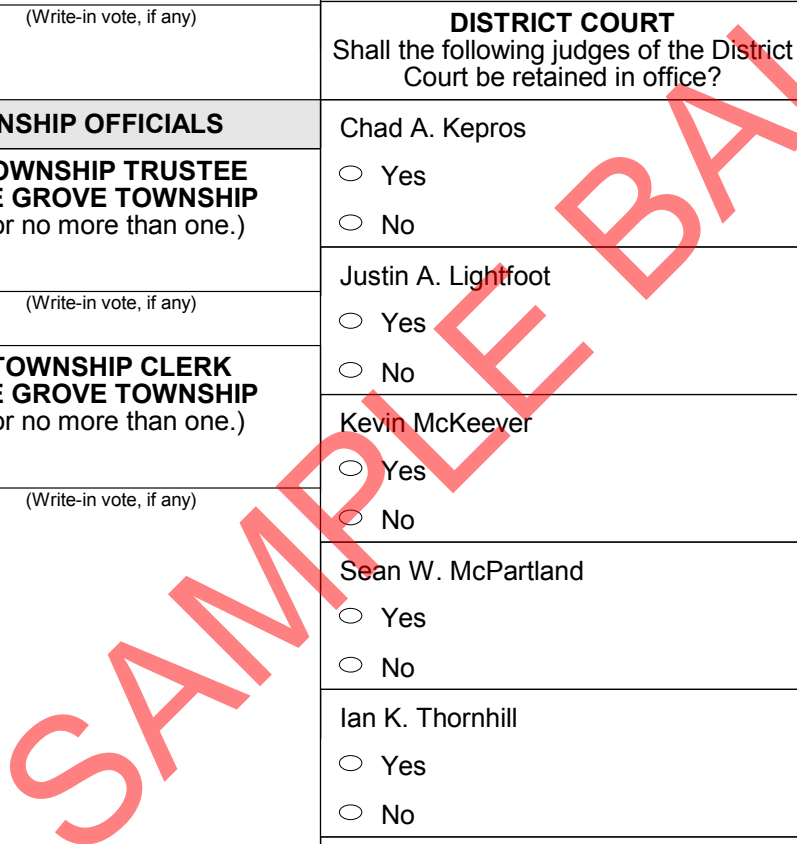 (Write-in vote, if any)
NSHIP OFFICIALS
OWNSHIP TRUSTEE
E GROVE TOWNSHIP
or no more than one.)
(Write-in vote, if any)
TOWNSHIP CLERK
E GROVE TOWNSHIP
or no more than one.)
(Write-in vote, if any)
DISTRICT COURT
Shall the following judges of the District
Court be retained in office?
Chad A. Kepros
Yes
No
Justin A. Lightfoot
Yes
No
Kevin McKeever
Yes
No
Sean W. McPartland
Yes
No
Ian K. Thornhill
Yes
No
SAMPLE BAL